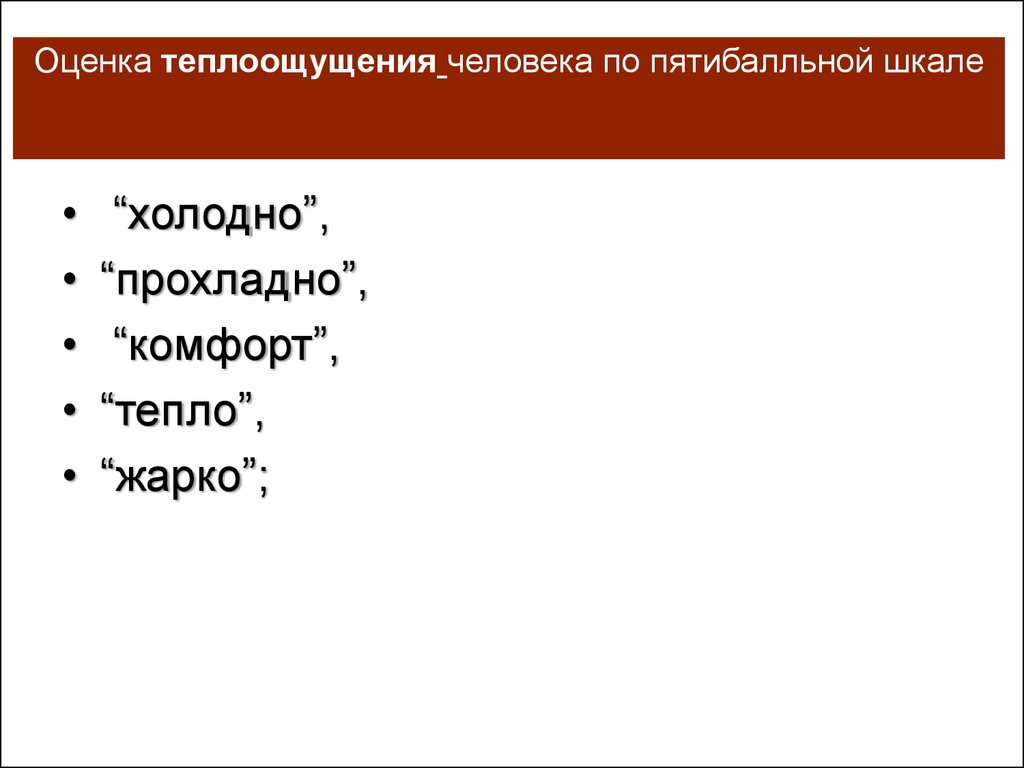 Оценка теплоощущения человека по пятибалльной шкале
• “холодно”,
• “прохладно”,
• “комфорт”,
• “тепло”,
• “жарко”;